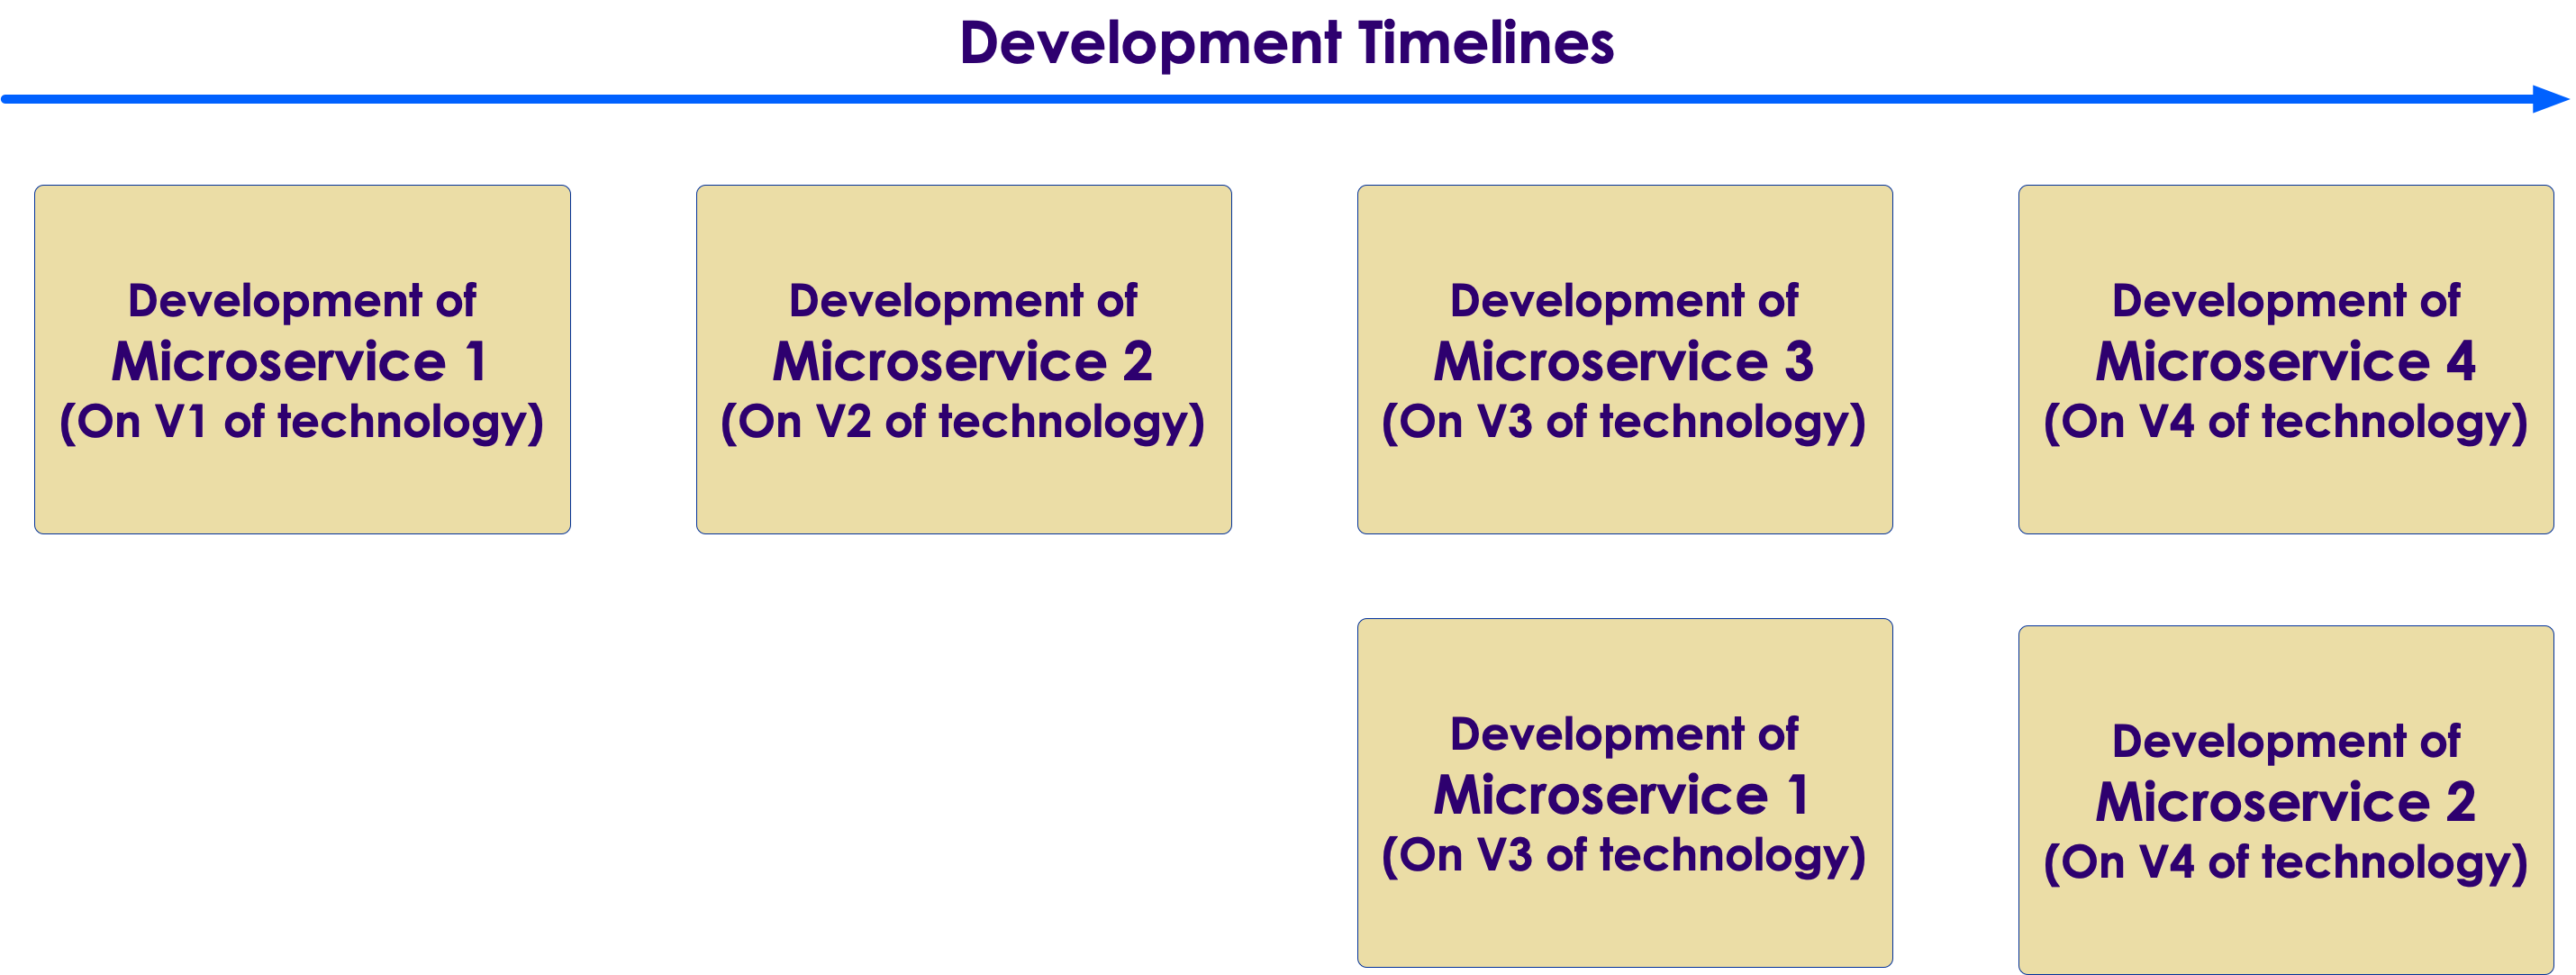 Development Timelines
Development of
Microservice 1
(On V1 of technology)
Development of
Microservice 2
(On V2 of technology)
Development of
Microservice 3
(On V3 of technology)
Development of
Microservice 4
(On V4 of technology)
Development of
Microservice 1
(On V3 of technology)
Development of
Microservice 2
(On V4 of technology)